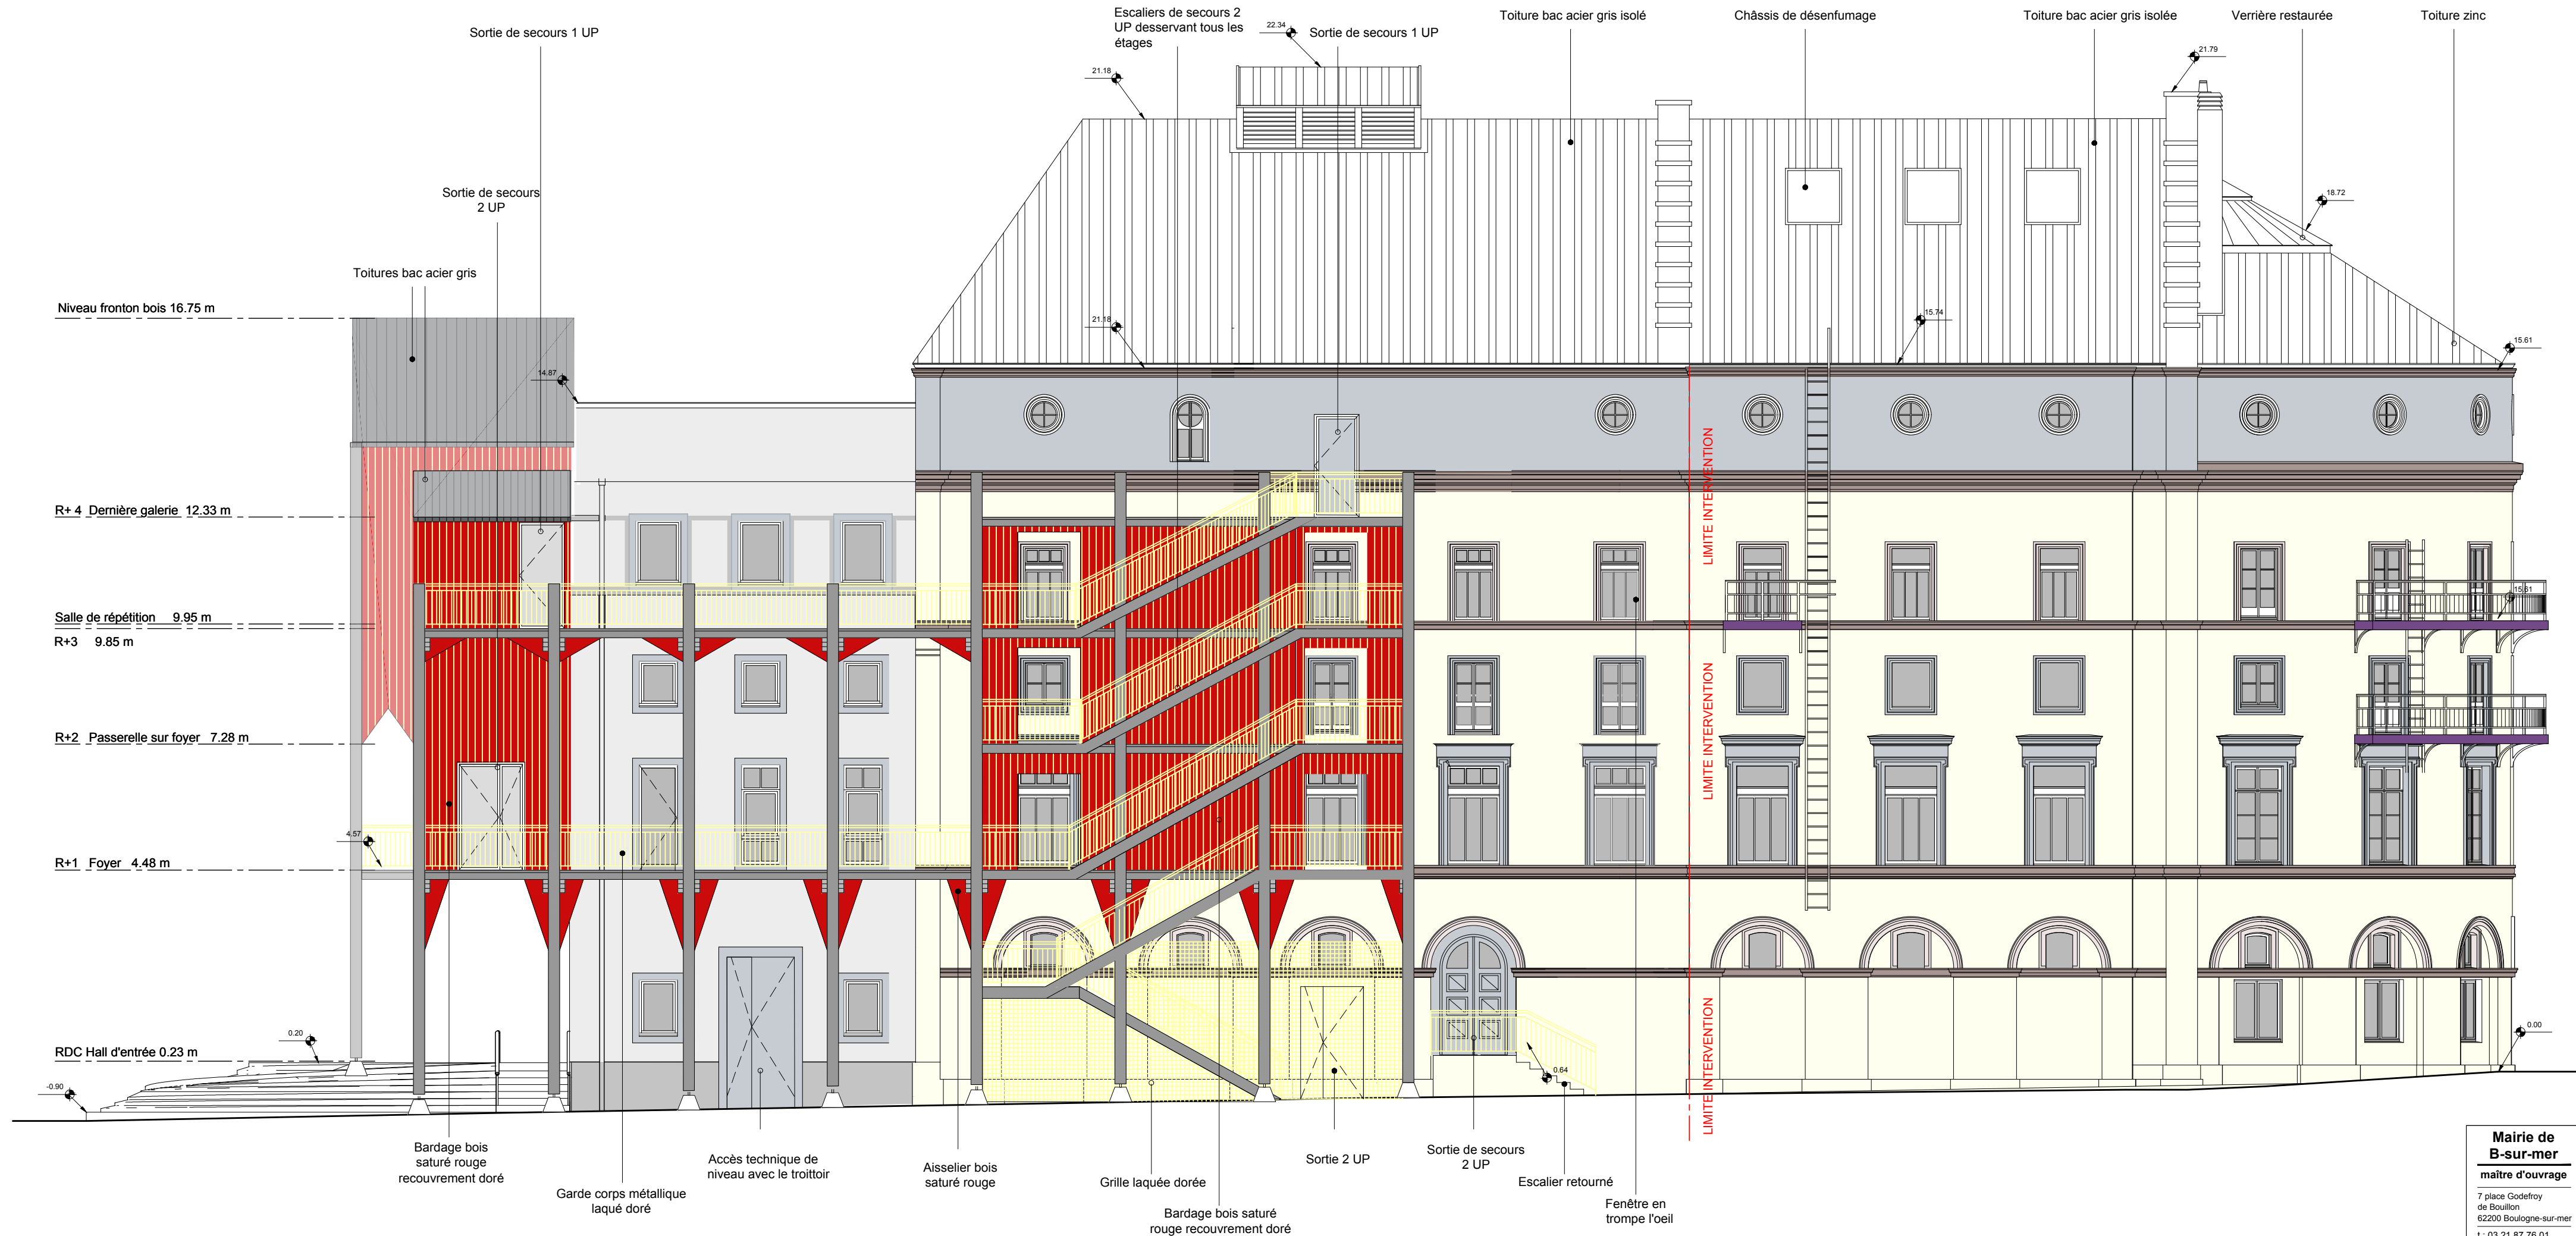 Sortie de secours 1 UP
Escaliers de secours 2
UP desservant tous les
étages
22.34
Sortie de secours 1 UP
Toiture bac acier gris isolé
Châssis de désenfumage
Toiture bac acier gris isolée
Verrière restaurée
Toiture zinc
21.79
21.18
Sortie de secours
2 UP
18.72
Toitures bac acier gris
Niveau fronton bois 16.75 m
21.18
15.74
15.61
14.87
LIMITE INTERVENTION
R+ 4 Dernière galerie 12.33 m
Salle de répétition 9.95 m
R+3 9.85 m
15.61
LIMITE INTERVENTION
R+2 Passerelle sur foyer 7.28 m
4.57
R+1 Foyer 4.48 m
LIMITE INTERVENTION
0.20
0.00
RDC Hall d'entrée 0.23 m
0.64
-0.90
Bardage bois
saturé rouge
recouvrement doré
Garde corps métallique
laqué doré
Accès technique de
niveau avec le troittoir
Aisselier bois
saturé rouge
Grille laquée dorée
Bardage bois saturé
rouge recouvrement doré
Sortie 2 UP
Sortie de secours
2 UP
Escalier retourné
Fenêtre en
trompe l'oeil
Mairie de
B-sur-mer
maître d'ouvrage
7 place Godefroy
de Bouillon
62200 Boulogne-sur-mer
t : 03 21 87 76 01